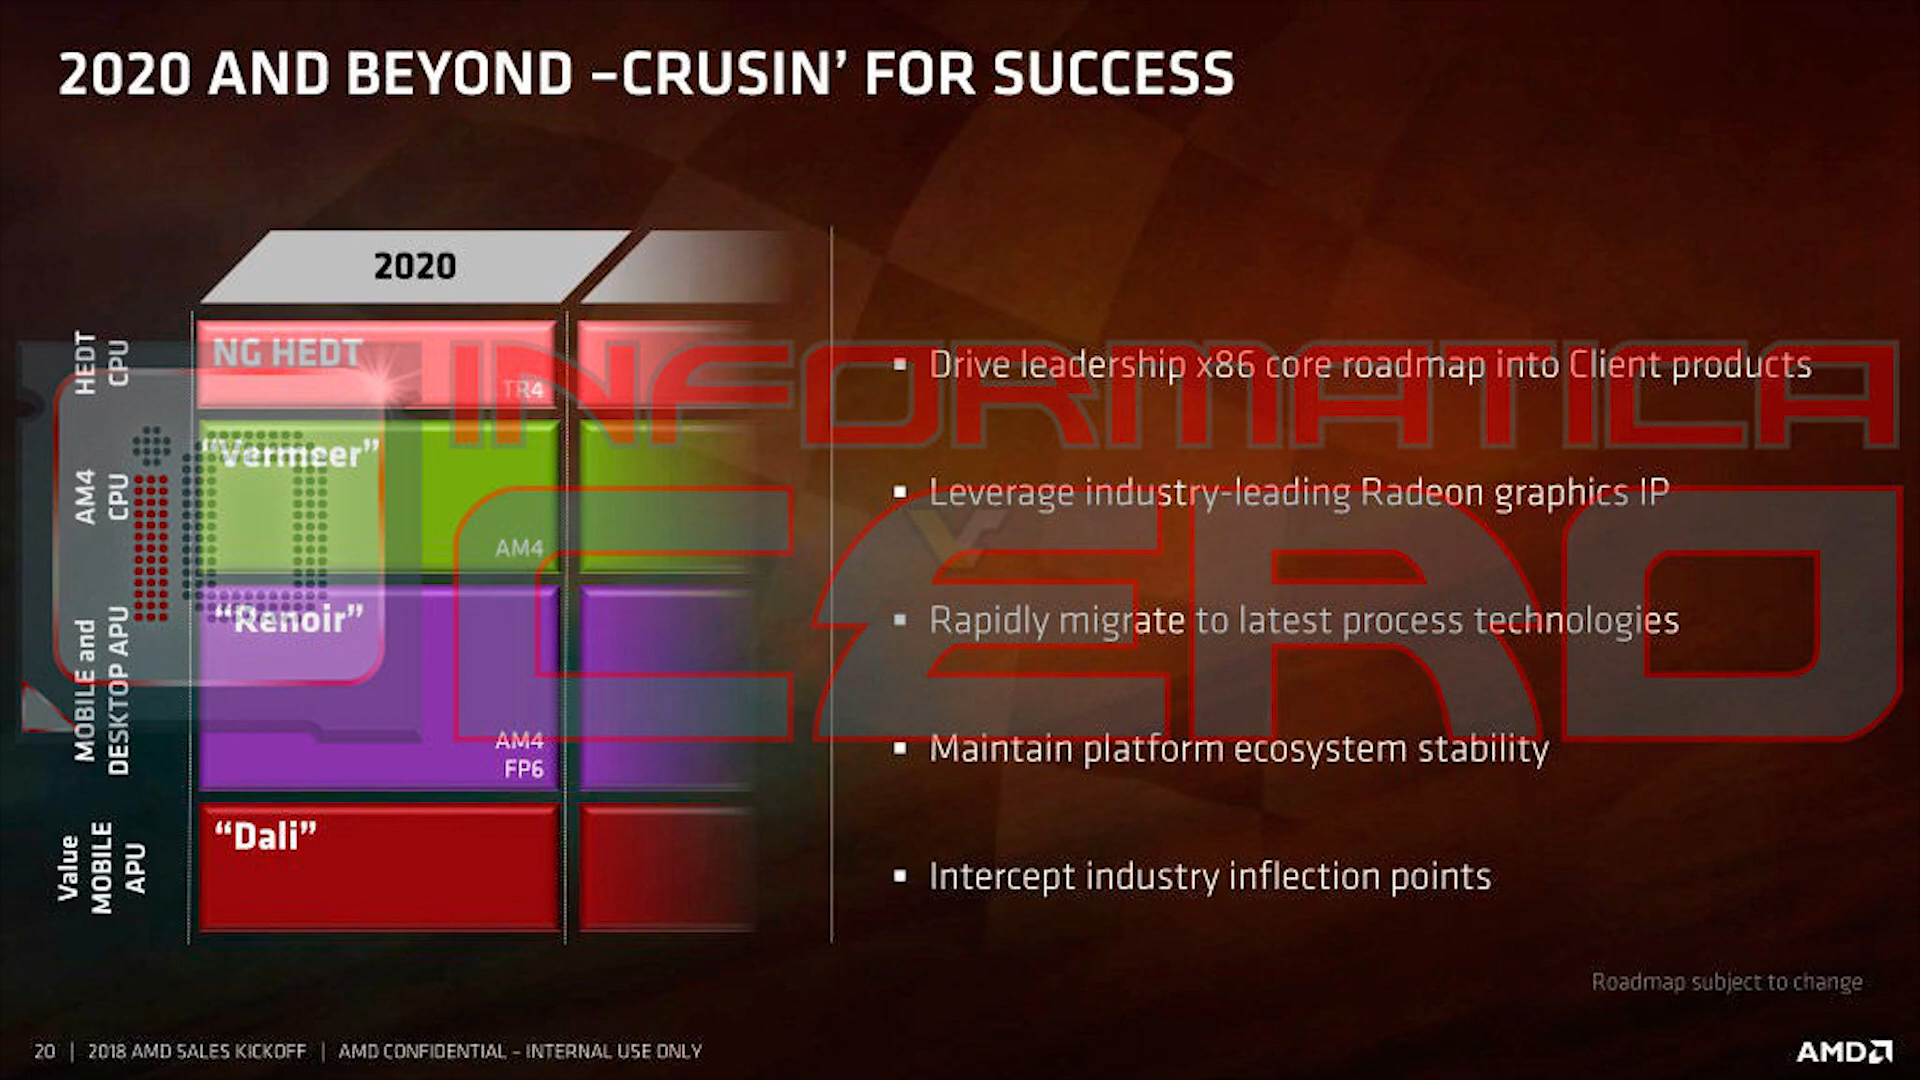 2020 AND BEYOND –CRUSIN’ FOR SUCCESS
2020
HEDT
CPU
NG HEDT
TR4
AM4
CPU
“Vermeer”
AM4
MOBILE and
DESKTOP APU
“Renoir”
AM4
FP6
Value
MOBILE
APU
“Dali”
INFORMATICA
CERO
▪ Drive leadership x86 core roadmap into Client products
▪ Leverage industry-leading Radeon graphics IP
▪ Rapidly migrate to latest process technologies
▪ Maintain platform ecosystem stability
▪ Intercept industry inflection points
Roadmap subject to change
20 | 2018 AMD SALES KICKOFF | AMD CONFIDENTIAL – INTERNAL USE ONLY
AMD